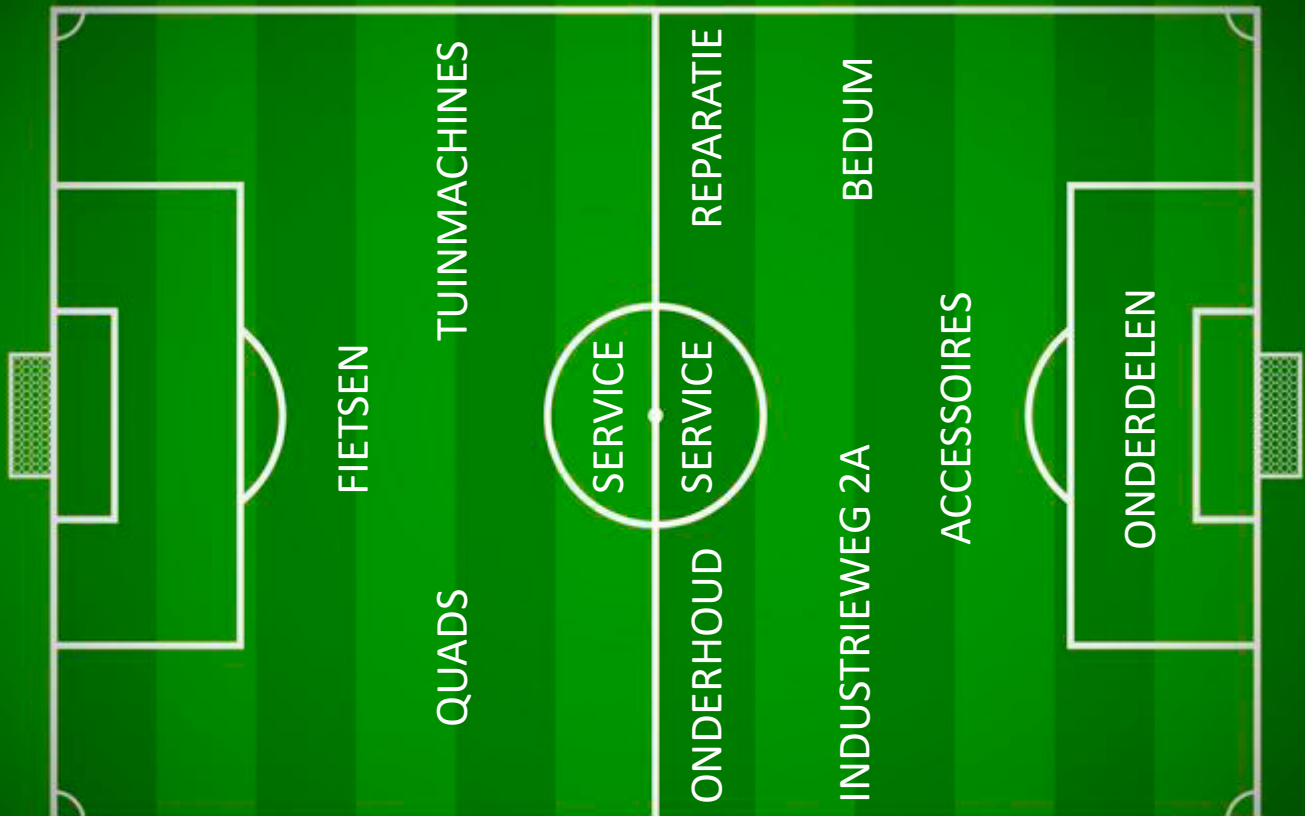 FIETSEN
QUADS TUINMACHINES
SERVICE
ONDERHOUD SERVICE REPARATIE
INDUSTRIEWEG 2A BEDUM
ACCESSOIRES
ONDERDELEN